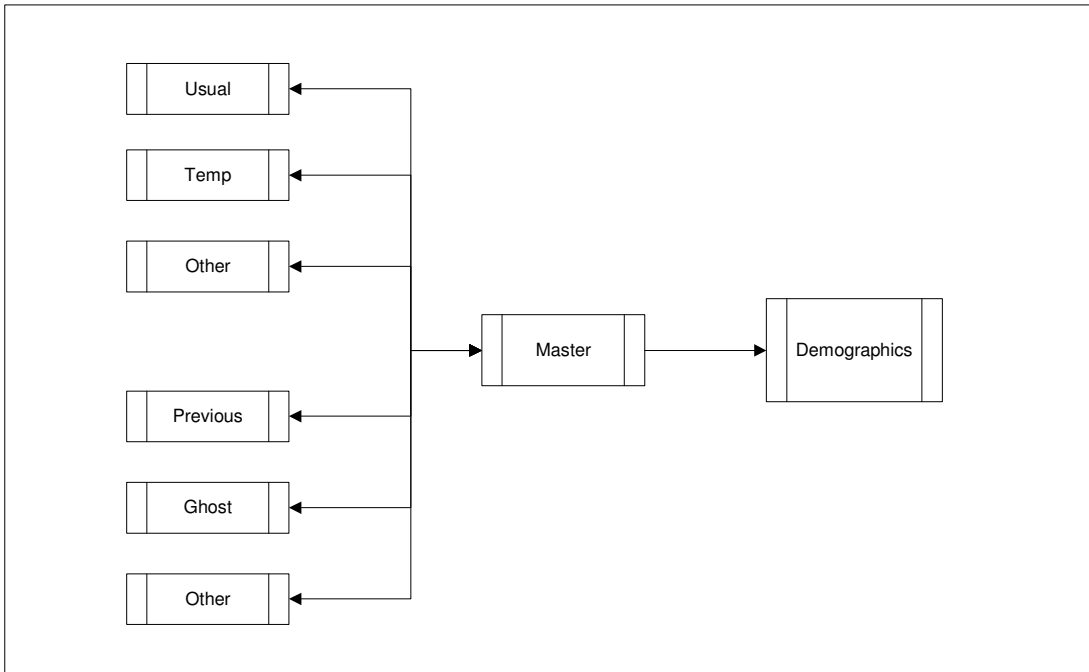 Usual
Temp
Other
Master
Demographics
Previous
Ghost
Other